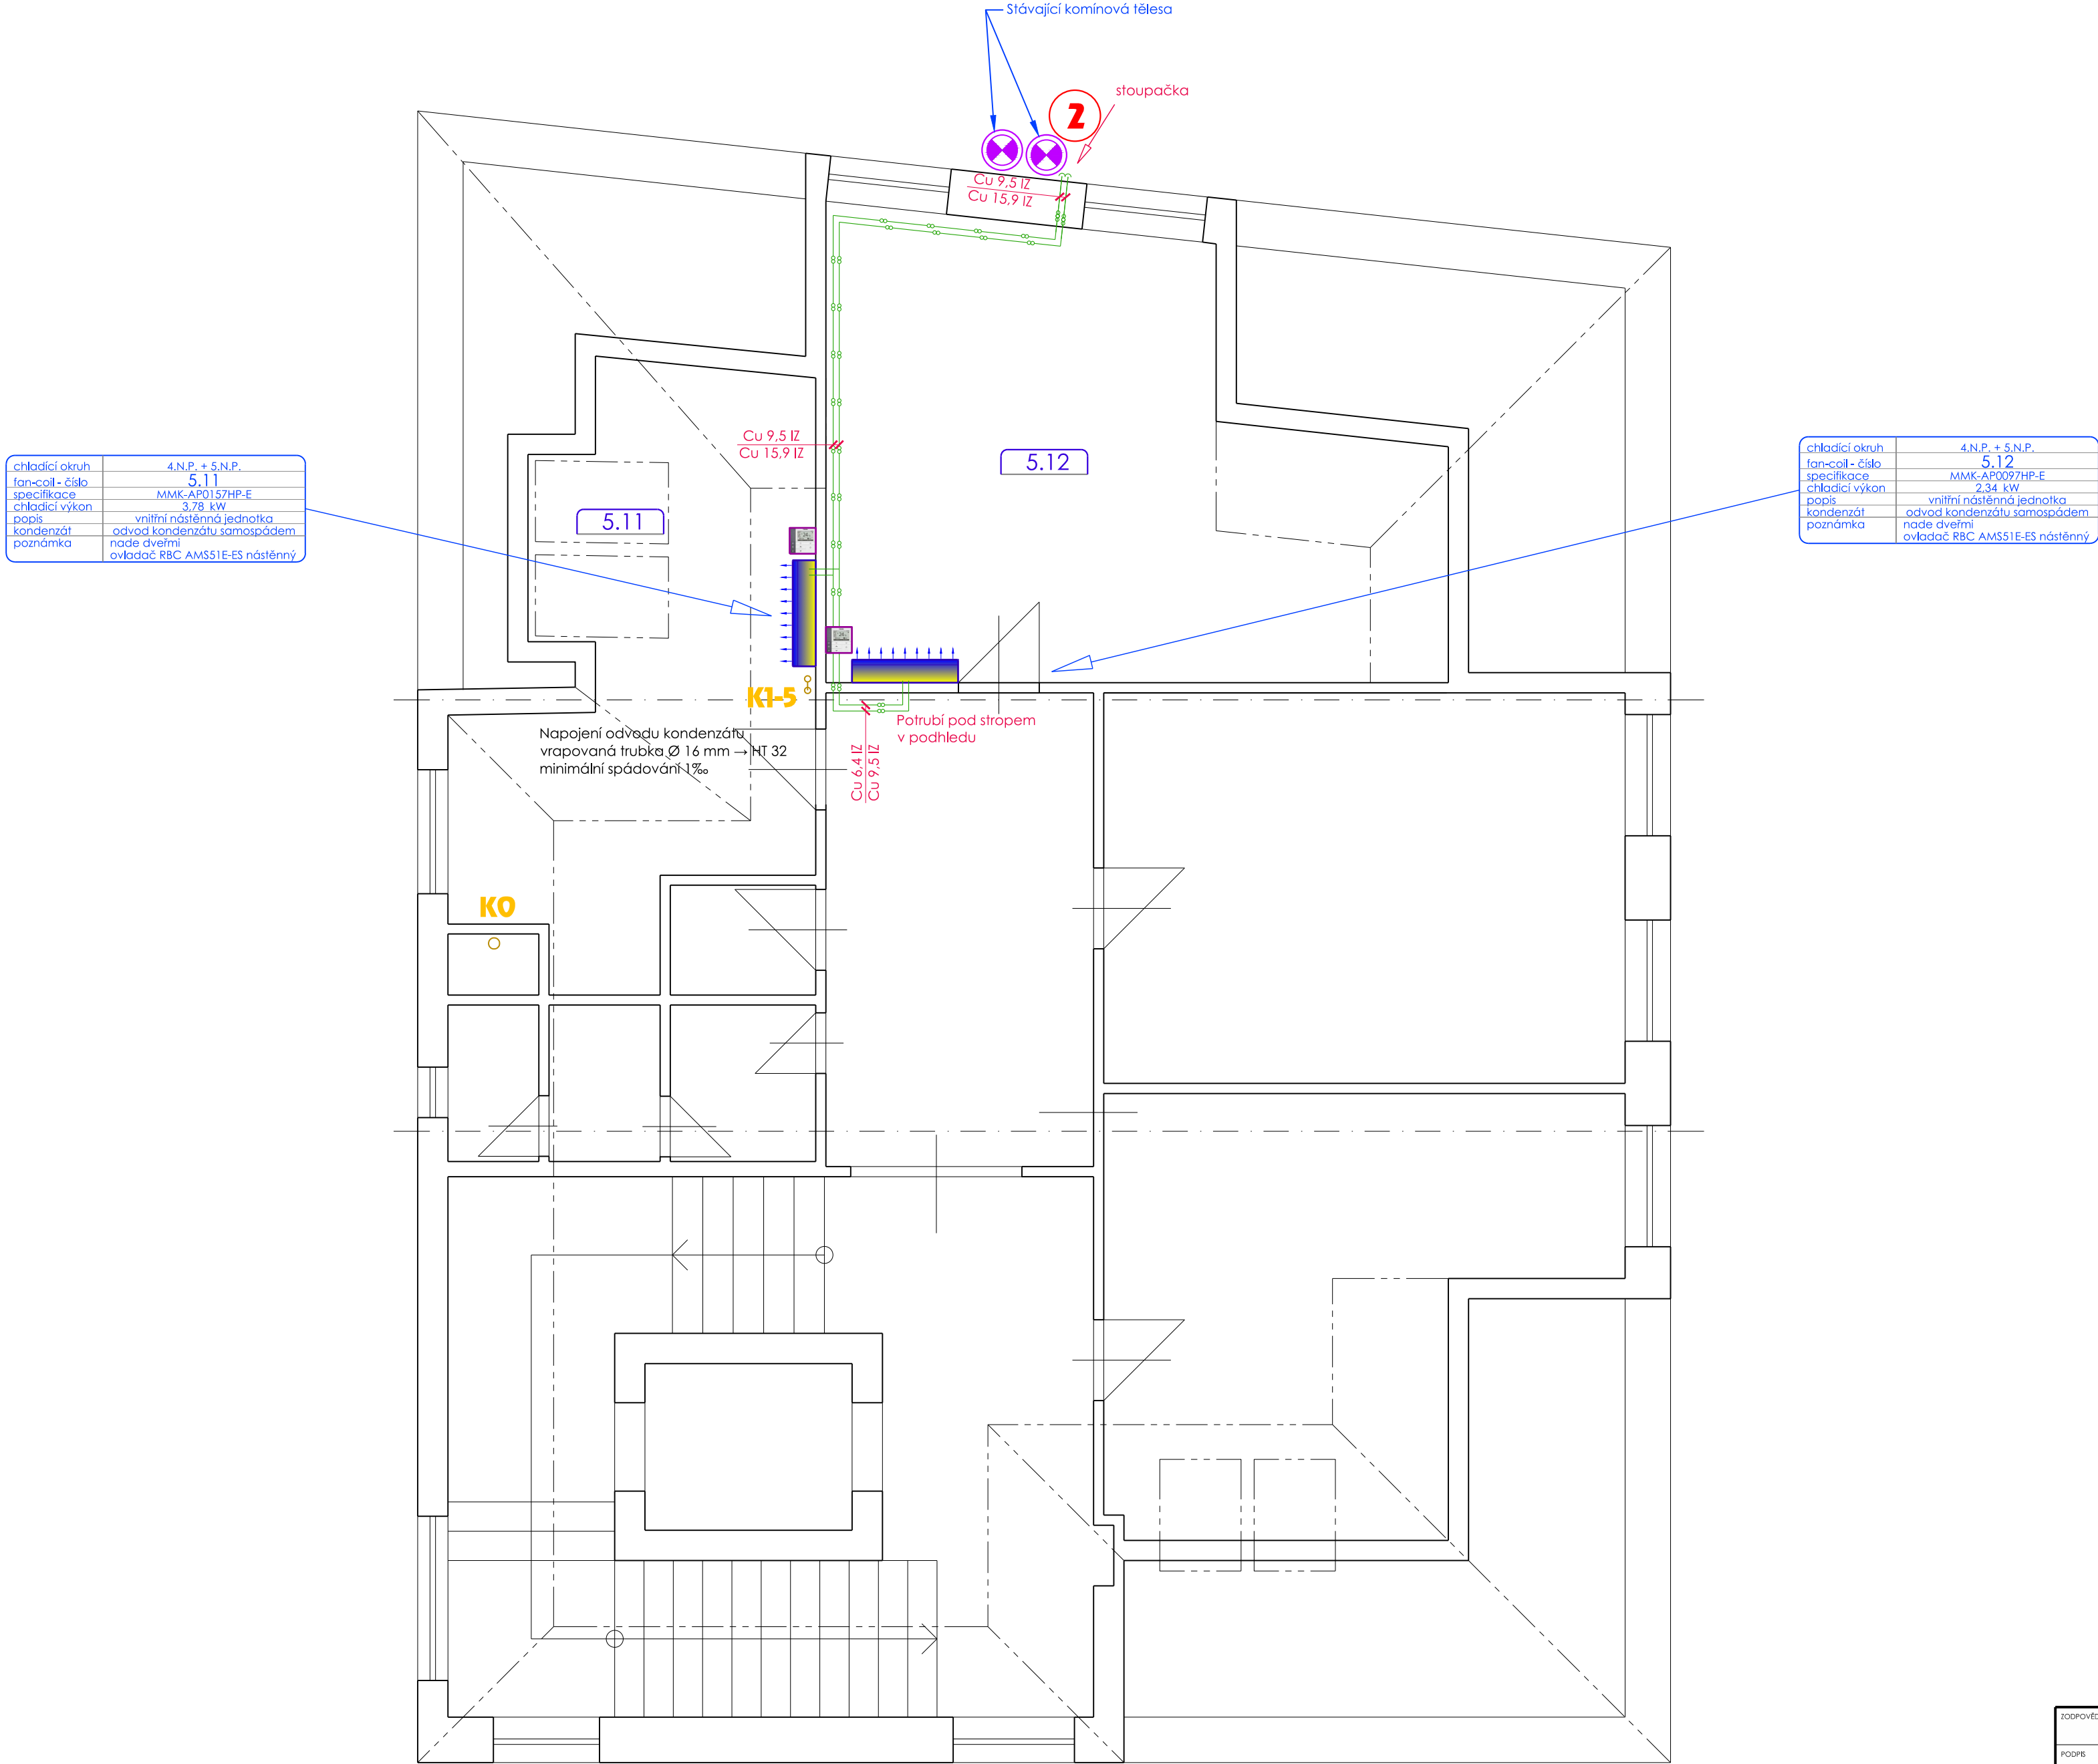 Stávající komínová tělesa
stoupačka
2
Cu 9,5 IZ
Cu 15,9 IZ
Cu 9,5 IZ
Cu 15,9 IZ
5.12
5.11
chladící okruh 4.N.P. + 5.N.P.
fan-coil - číslo 5.11
specifikace MMK-AP0157HP-E
chladící výkon 3,78 kW
popis vnitřní nástěnná jednotka
kondenzát odvod kondenzátu samospádem
poznámka nade dveřmi
ovladač RBC AMS51E-ES nástěnný
chladící okruh 4.N.P. + 5.N.P.
fan-coil - číslo 5.12
specifikace MMK-AP0097HP-E
chladící výkon 2,34 kW
popis vnitřní nástěnná jednotka
kondenzát odvod kondenzátu samospádem
poznámka nade dveřmi
ovladač RBC AMS51E-ES nástěnný
K1-5
Potrubí pod stropem
v podhledu
Napojení odvodu kondenzátu
vrapovaná trubka Ø 16 mm → HT 32
minimální spádování 1‰
Cu 6,4 IZ
Cu 9,5 IZ
K0
PODPIS